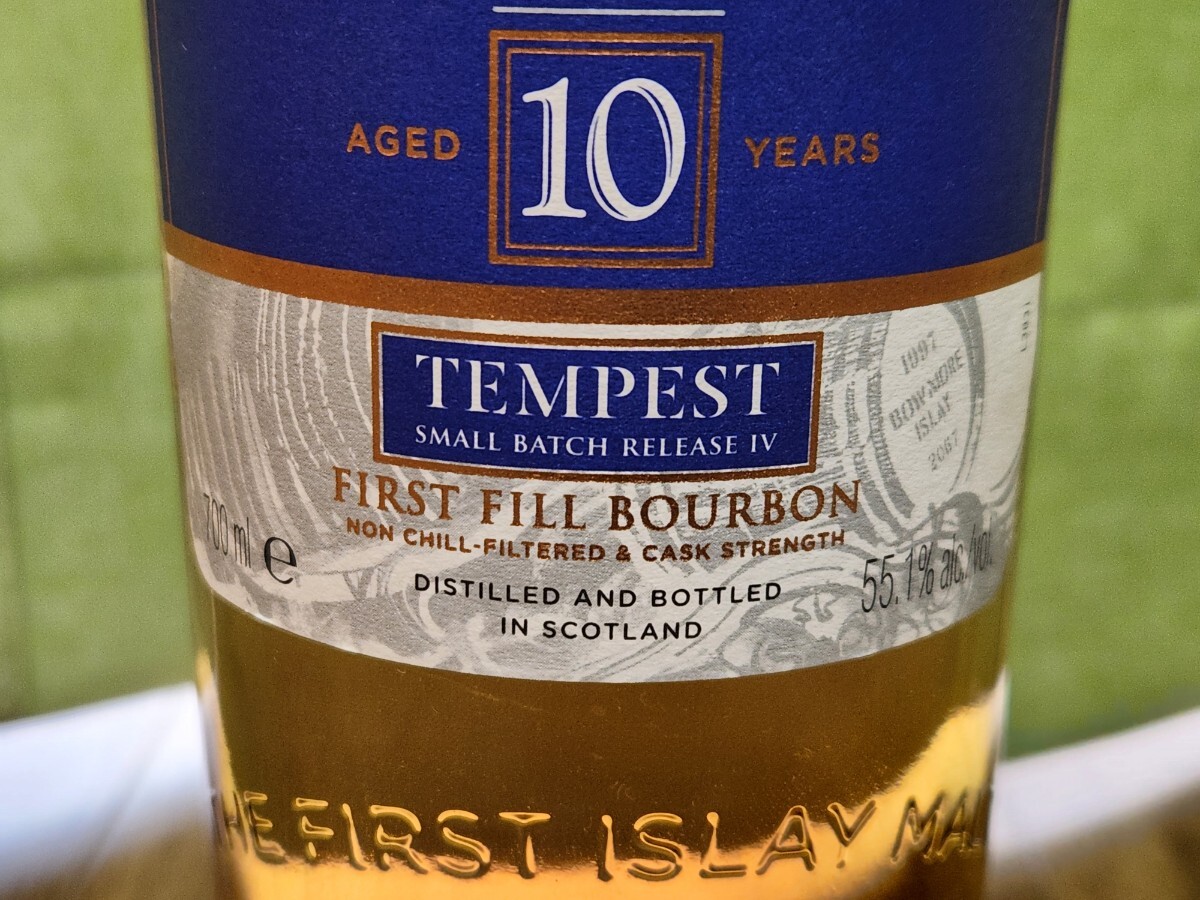 AGED 10 YEARS
TEMPEST
SMALL BATCH RELEASE IV
1997
BOWMORE
ISLAY
2067
FIRST FILL BOURBON
NON CHILL-FILTERED & CASK STRENGTH
700 ml e
55.1% alc./vol.
DISTILLED AND BOTTLED
IN SCOTLAND
THE FIRST ISLAY MAL